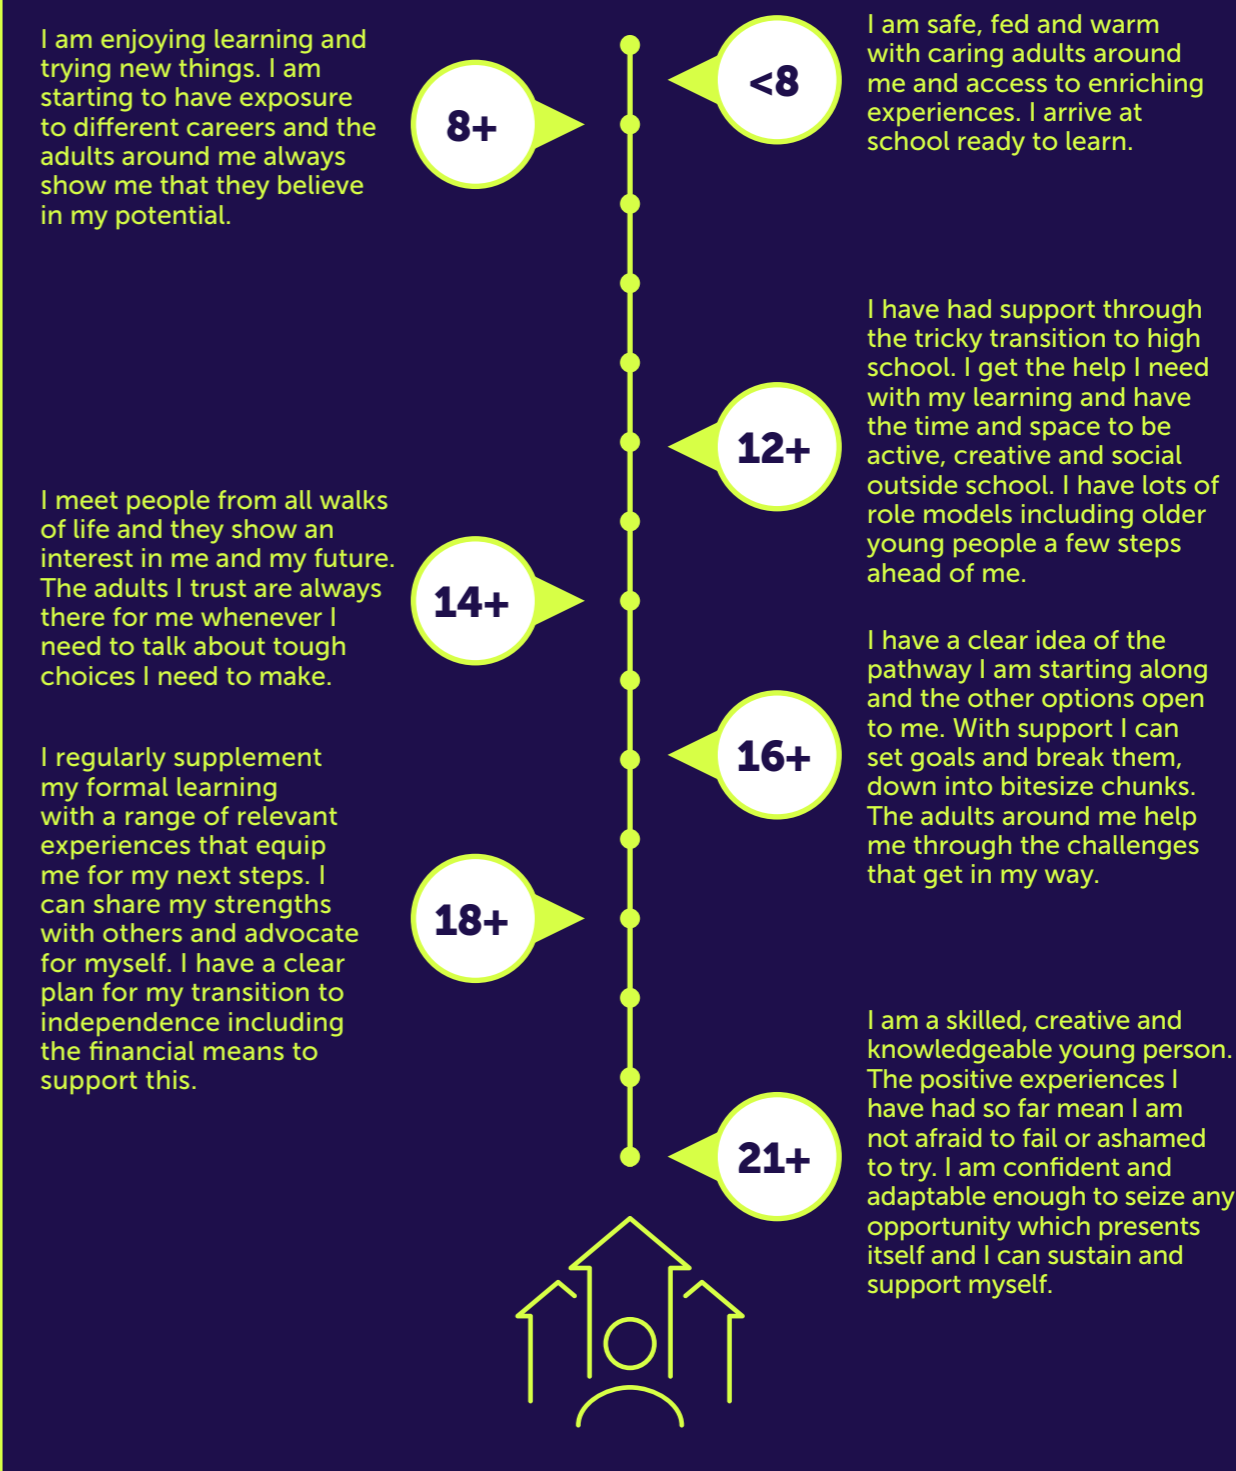 <8
I am safe, fed and warm
with caring adults around
me and access to enriching
experiences. I arrive at
school ready to learn.
8+
I am enjoying learning and
trying new things. I am
starting to have exposure
to different careers and the
adults around me always
show me that they believe
in my potential.
12+
I have had support through
the tricky transition to high
school. I get the help I need
with my learning and have
the time and space to be
active, creative and social
outside school. I have lots of
role models including older
young people a few steps
ahead of me.
14+
I meet people from all walks
of life and they show an
interest in me and my future.
The adults I trust are always
there for me whenever I
need to talk about tough
choices I need to make.
16+
I have a clear idea of the
pathway I am starting along
and the other options open
to me. With support I can
set goals and break them,
down into bitesize chunks.
The adults around me help
me through the challenges
that get in my way.
18+
I regularly supplement
my formal learning
with a range of relevant
experiences that equip
me for my next steps. I
can share my strengths
with others and advocate
for myself. I have a clear
plan for my transition to
independence including
the financial means to
support this.
21+
I am a skilled, creative and
knowledgeable young person.
The positive experiences I
have had so far mean I am
not afraid to fail or ashamed
to try. I am confident and
adaptable enough to seize any
opportunity which presents
itself and I can sustain and
support myself.